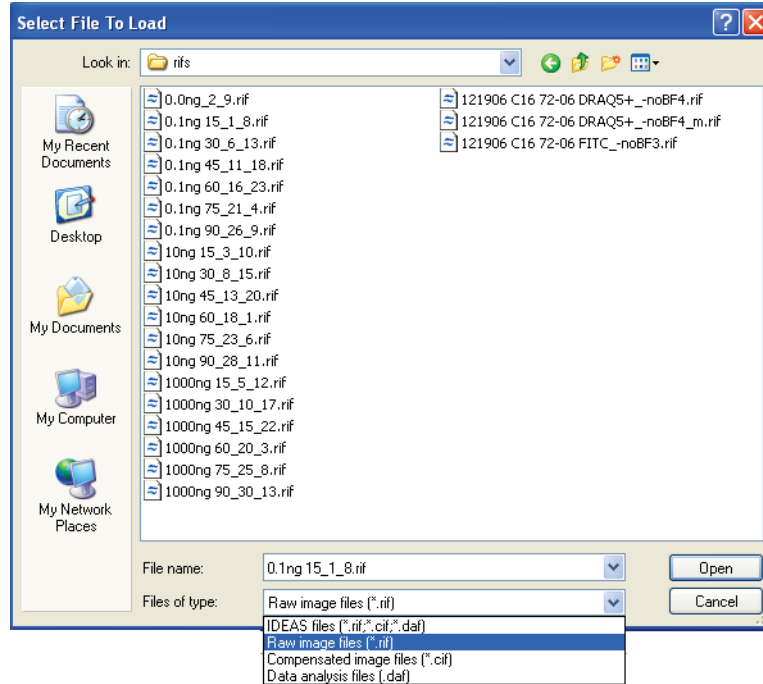 Select File To Load
Look in: rifs
My Recent
Documents
Desktop
My Documents
My Computer
My Network
Places
0.0ng_2_9.rif
0.1ng 15_1_8.rif
0.1ng 30_6_13.rif
0.1ng 45_11_18.rif
0.1ng 60_16_23.rif
0.1ng 75_21_4.rif
0.1ng 90_26_9.rif
10ng 15_3_10.rif
10ng 30_8_15.rif
10ng 45_13_20.rif
10ng 60_18_1.rif
10ng 75_23_6.rif
10ng 90_28_11.rif
1000ng 15_5_12.rif
1000ng 30_10_17.rif
1000ng 45_15_22.rif
1000ng 60_20_3.rif
1000ng 75_25_8.rif
1000ng 90_30_13.rif
121906 C16 72-06 DRAQ5+_-noBF4.rif
121906 C16 72-06 DRAQ5+_-noBF4_m.rif
121906 C16 72-06 FITC_-noBF3.rif
File name: 0.1ng 15_1_8.rif Open
Files of type: Raw image files (*.rif) Cancel
IDEAS files (*.rif;*.cif;*.daf)
Raw image files (*.rif)
Compensated image files (*.cif)
Data analysis files (.daf)